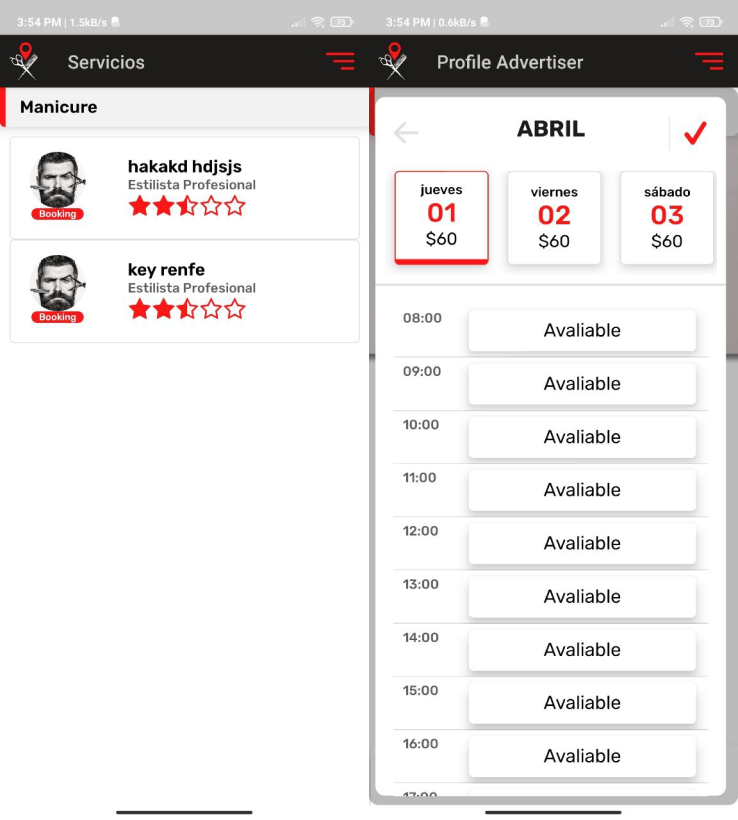 3:54 PM | 1.5kB/s
73
Servicios
Manicure
hakakd hdjsjs
Estilista Profesional
Booking
key renfe
Estilista Profesional
Booking
3:54 PM | 0.6kB/s
73
Profile Advertiser
ABRIL
jueves
01
$60
viernes
02
$60
sábado
03
$60
08:00
Avaliable
09:00
Avaliable
10:00
Avaliable
11:00
Avaliable
12:00
Avaliable
13:00
Avaliable
14:00
Avaliable
15:00
Avaliable
16:00
Avaliable
17:00